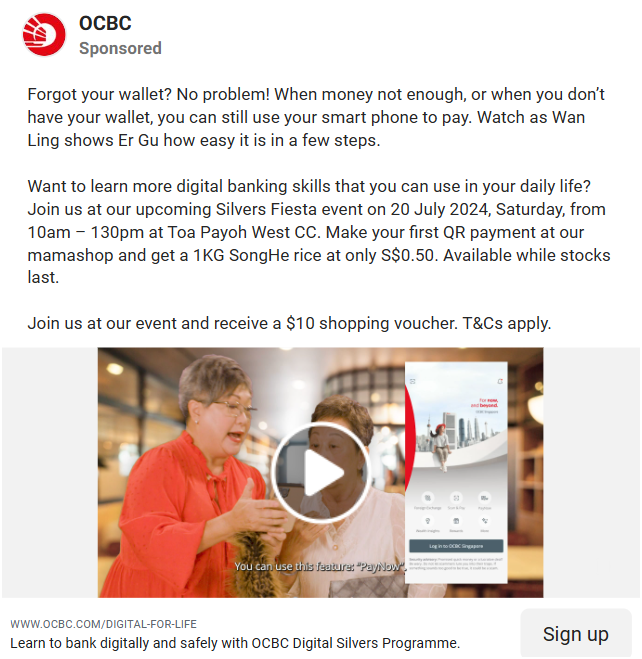 OCBC
Sponsored
Forgot your wallet? No problem! When money not enough, or when you don't
have your wallet, you can still use your smart phone to pay. Watch as Wan
Ling shows Er Gu how easy it is in a few steps.
Want to learn more digital banking skills that you can use in your daily life?
Join us at our upcoming Silvers Fiesta event on 20 July 2024, Saturday, from
10am – 130pm at Toa Payoh West CC. Make your first QR payment at our
mamashop and get a 1KG SongHe rice at only S$0.50. Available while stocks
last.
Join us at our event and receive a $10 shopping voucher. T&Cs apply.
For now,
and beyond.
OCBC Singapore
Log in to OCBC Singapore
You can use this feature: "PayNow",
WWW.OCBC.COM/DIGITAL-FOR-LIFE
Learn to bank digitally and safely with OCBC Digital Silvers Programme.
Sign up